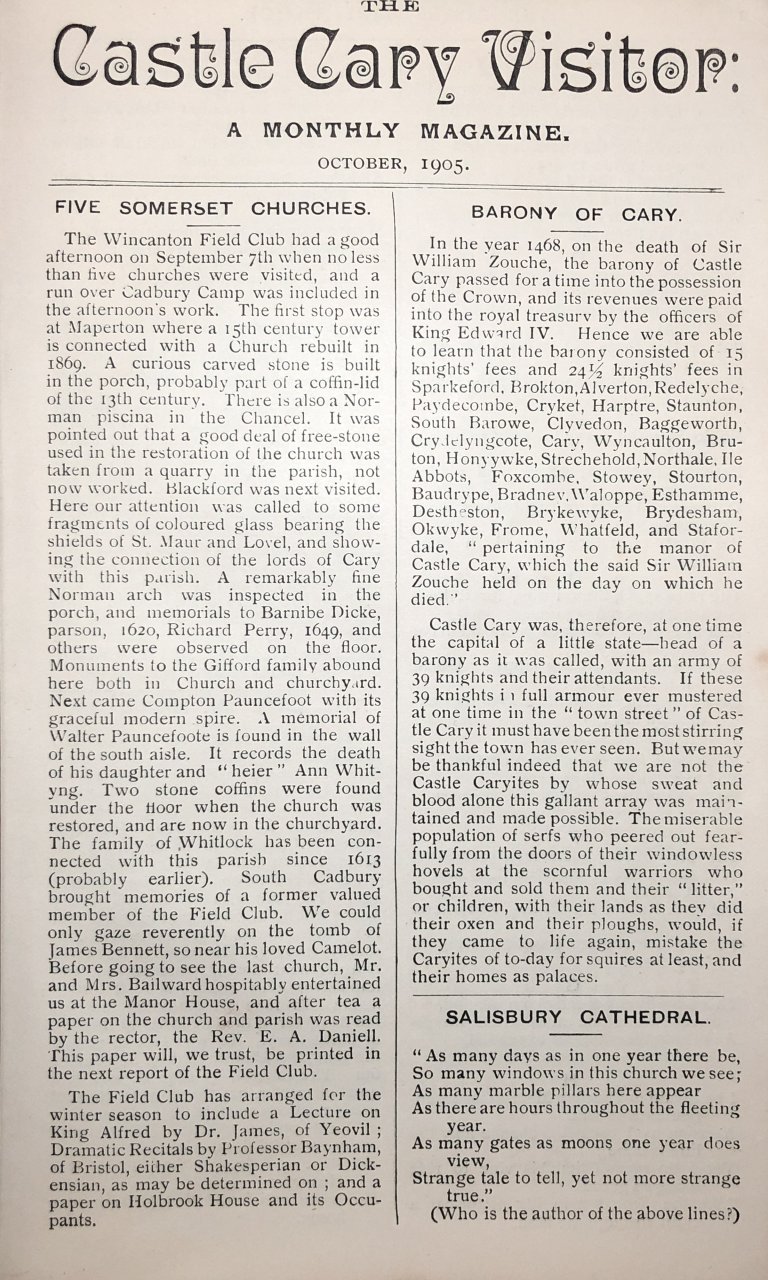 THE
Castle Cary Visitor:
A MONTHLY MAGAZINE.
OCTOBER, 1905.
FIVE SOMERSET CHURCHES.
The Wincanton Field Club had a good
afternoon on September 7th when no less
than five churches were visited, and a
run over Cadbury Camp was included in
the afternoon's work. The first stop was
at Maperton where a 15th century tower
is connected with a Church rebuilt in
1869. A curious carved stone is built
in the porch, probably part of a coffin-lid
of the 13th century. There is also a Nor-
man piscina in the Chancel. It was
pointed out that a good deal of free-stone
used in the restoration of the church was
taken from a quarry in the parish, not
now worked. Blackford was next visited.
Here our attention was called to some
fragments of coloured glass bearing the
shields of St. Maur and Lovel, and show-
ing the connection of the lords of Cary
with this parish. A remarkably fine
Norman arch was inspected in the
porch, and memorials to Barnibe Dicke,
parson, 1620, Richard Perry, 1649, and
others were observed on the floor.
Monuments to the Gifford family abound
here both in Church and churchyard.
Next came Compton Pauncefoot with its
graceful modern spire. A memorial of
Walter Pauncefoote is found in the wall
of the south aisle. It records the death
of his daughter and "heier" Ann Whit-
yng. Two stone coffins were found
under the floor when the church was
restored, and are now in the churchyard.
The family of Whitlock has been con-
nected with this parish since 1613
(probably earlier). South Cadbury
brought memories of a former valued
member of the Field Club. We could
only gaze reverently on the tomb of
James Bennett, so near his loved Camelot.
Before going to see the last church, Mr.
and Mrs. Bailward hospitably entertained
us at the Manor House, and after tea a
paper on the church and parish was read
by the rector, the Rev. E. A. Daniell.
This paper will, we trust, be printed in
the next report of the Field Club.
The Field Club has arranged for the
winter season to include a Lecture on
King Alfred by Dr. James, of Yeovil ;
Dramatic Recitals by Professor Baynham,
of Bristol, either Shakesperian or Dick-
ensian, as may be determined on ; and a
paper on Holbrook House and its Occu-
pants.
BARONY OF CARY.
In the year 1468, on the death of Sir
William Zouche, the barony of Castle
Cary passed for a time into the possession
of the Crown, and its revenues were paid
into the royal treasury by the officers of
King Edward IV. Hence we are able
to learn that the barony consisted of 15
knights' fees and 24½ knights' fees in
Sparkeford, Brokton, Alverton, Redelyche,
Paydecombe, Cryket, Harptre, Staunton,
South Barowe, Clyvedon, Baggeworth,
Crydelyngcote, Cary, Wyncaulton, Bru-
ton, Honyywke, Strechehold, Northale, Ile
Abbots, Foxcombe, Stowey, Stourton,
Baudrype, Bradney, Waloppe, Esthamme,
Destheston, Brykewyke, Brydesham,
Okwyke, Frome, Whatfeld, and Stafor-
dale, "pertaining to the manor of
Castle Cary, which the said Sir William
Zouche held on the day on which he
died."
Castle Cary was, therefore, at one time
the capital of a little state—head of a
barony as it was called, with an army of
39 knights and their attendants. If these
39 knights in full armour ever mustered
at one time in the "town street" of Cas-
tle Cary it must have been the most stirring
sight the town has ever seen. But we may
be thankful indeed that we are not the
Castle Caryites by whose sweat and
blood alone this gallant array was main-
tained and made possible. The miserable
population of serfs who peered out fear-
fully from the doors of their windowless
hovels at the scornful warriors who
bought and sold them and their "litter,"
or children, with their lands as they did
their oxen and their ploughs, would, if
they came to life again, mistake the
Caryites of to-day for squires at least, and
their homes as palaces.
SALISBURY CATHEDRAL.
"As many days as in one year there be,
So many windows in this church we see;
As many marble pillars here appear
As there are hours throughout the fleeting
year.
As many gates as moons one year does
view,
Strange tale to tell, yet not more strange
true."
(Who is the author of the above lines?)